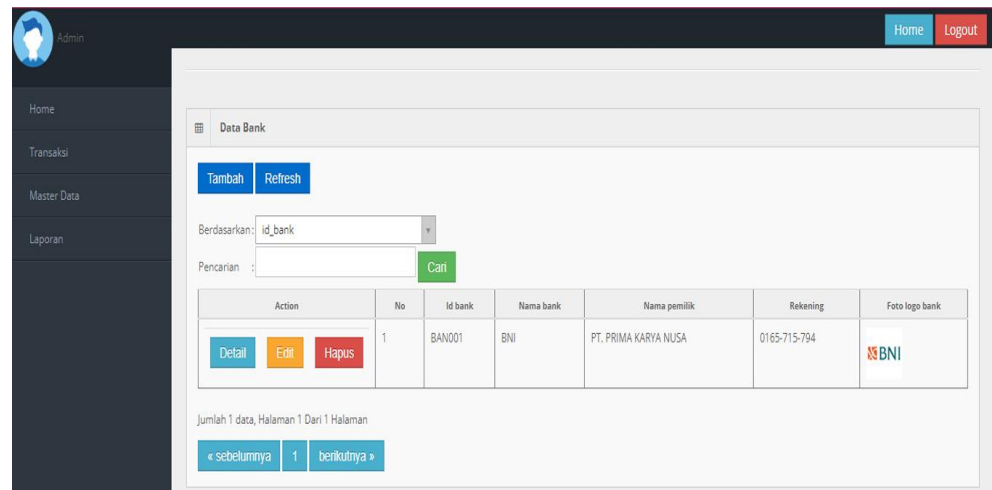 Admin
Home Logout
Home
Transaksi
Master Data
Laporan
Data Bank
Tambah Refresh
Berdasarkan : id_bank
Pencarian : Cari
Action No Id bank Nama bank Nama pemilik Rekening Foto logo bank
Detail Edit Hapus 1 BAN001 BNI PT. PRIMA KARYA NUSA 0165-715-794 BNI
Jumlah 1 data, Halaman 1 Dari 1 Halaman
« sebelumnya 1 berikutnya »